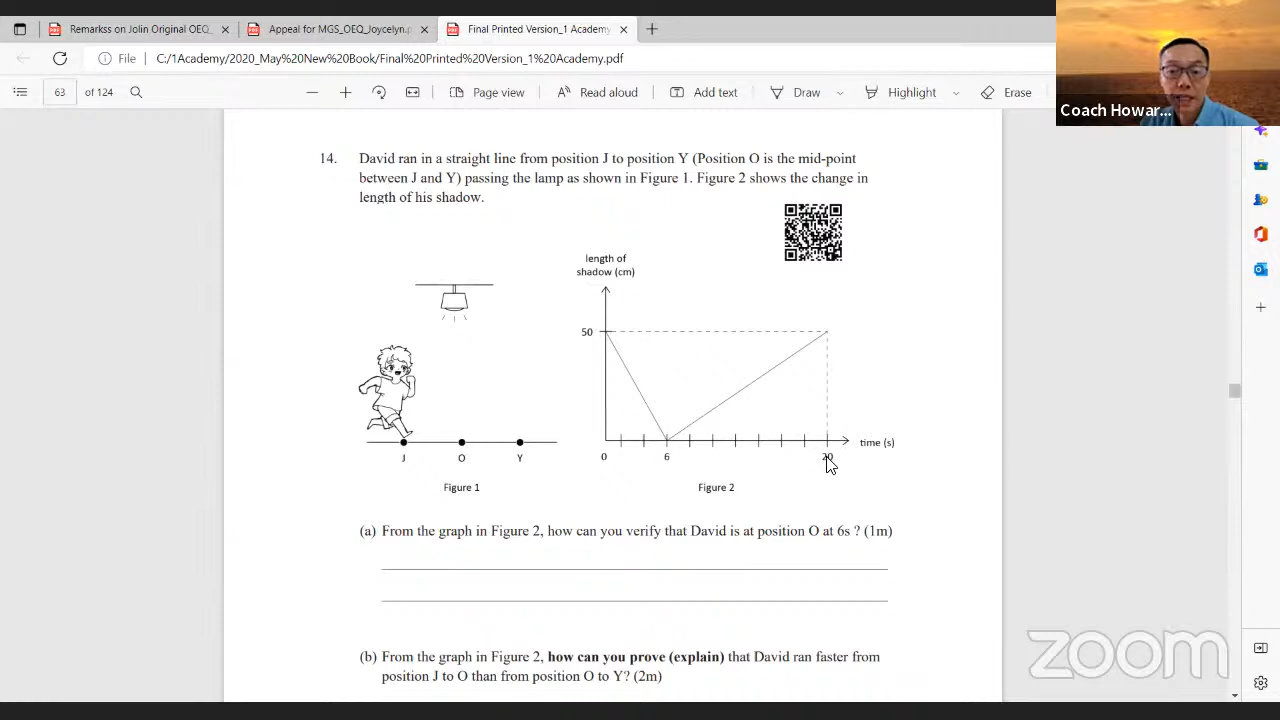 Remarkss on Jolin Original OEQ_
Appeal for MGS_OEQ_Joycelyn.p
Final Printed Version_1 Academy
File
C:/1Academy/2020_May%20New%20Book/Final%20Printed%20Version_1%20Academy.pdf
63 of 124
Page view
Read aloud
Add text
Draw
Highlight
Erase
Coach Howar...
14. David ran in a straight line from position J to position Y (Position O is the mid-point
between J and Y) passing the lamp as shown in Figure 1. Figure 2 shows the change in
length of his shadow.
length of
shadow (cm)
50
time (s)
0 6 20
J O Y
Figure 1
Figure 2
(a) From the graph in Figure 2, how can you verify that David is at position O at 6s ? (1m)
(b) From the graph in Figure 2, how can you prove (explain) that David ran faster from
position J to O than from position O to Y? (2m)
zoom